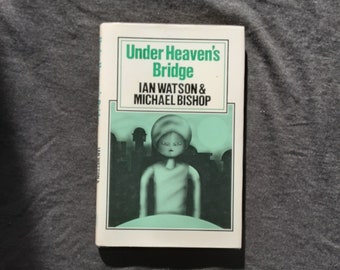 Under Heaven's
Bridge
IAN WATSON &
MICHAEL BISHOP